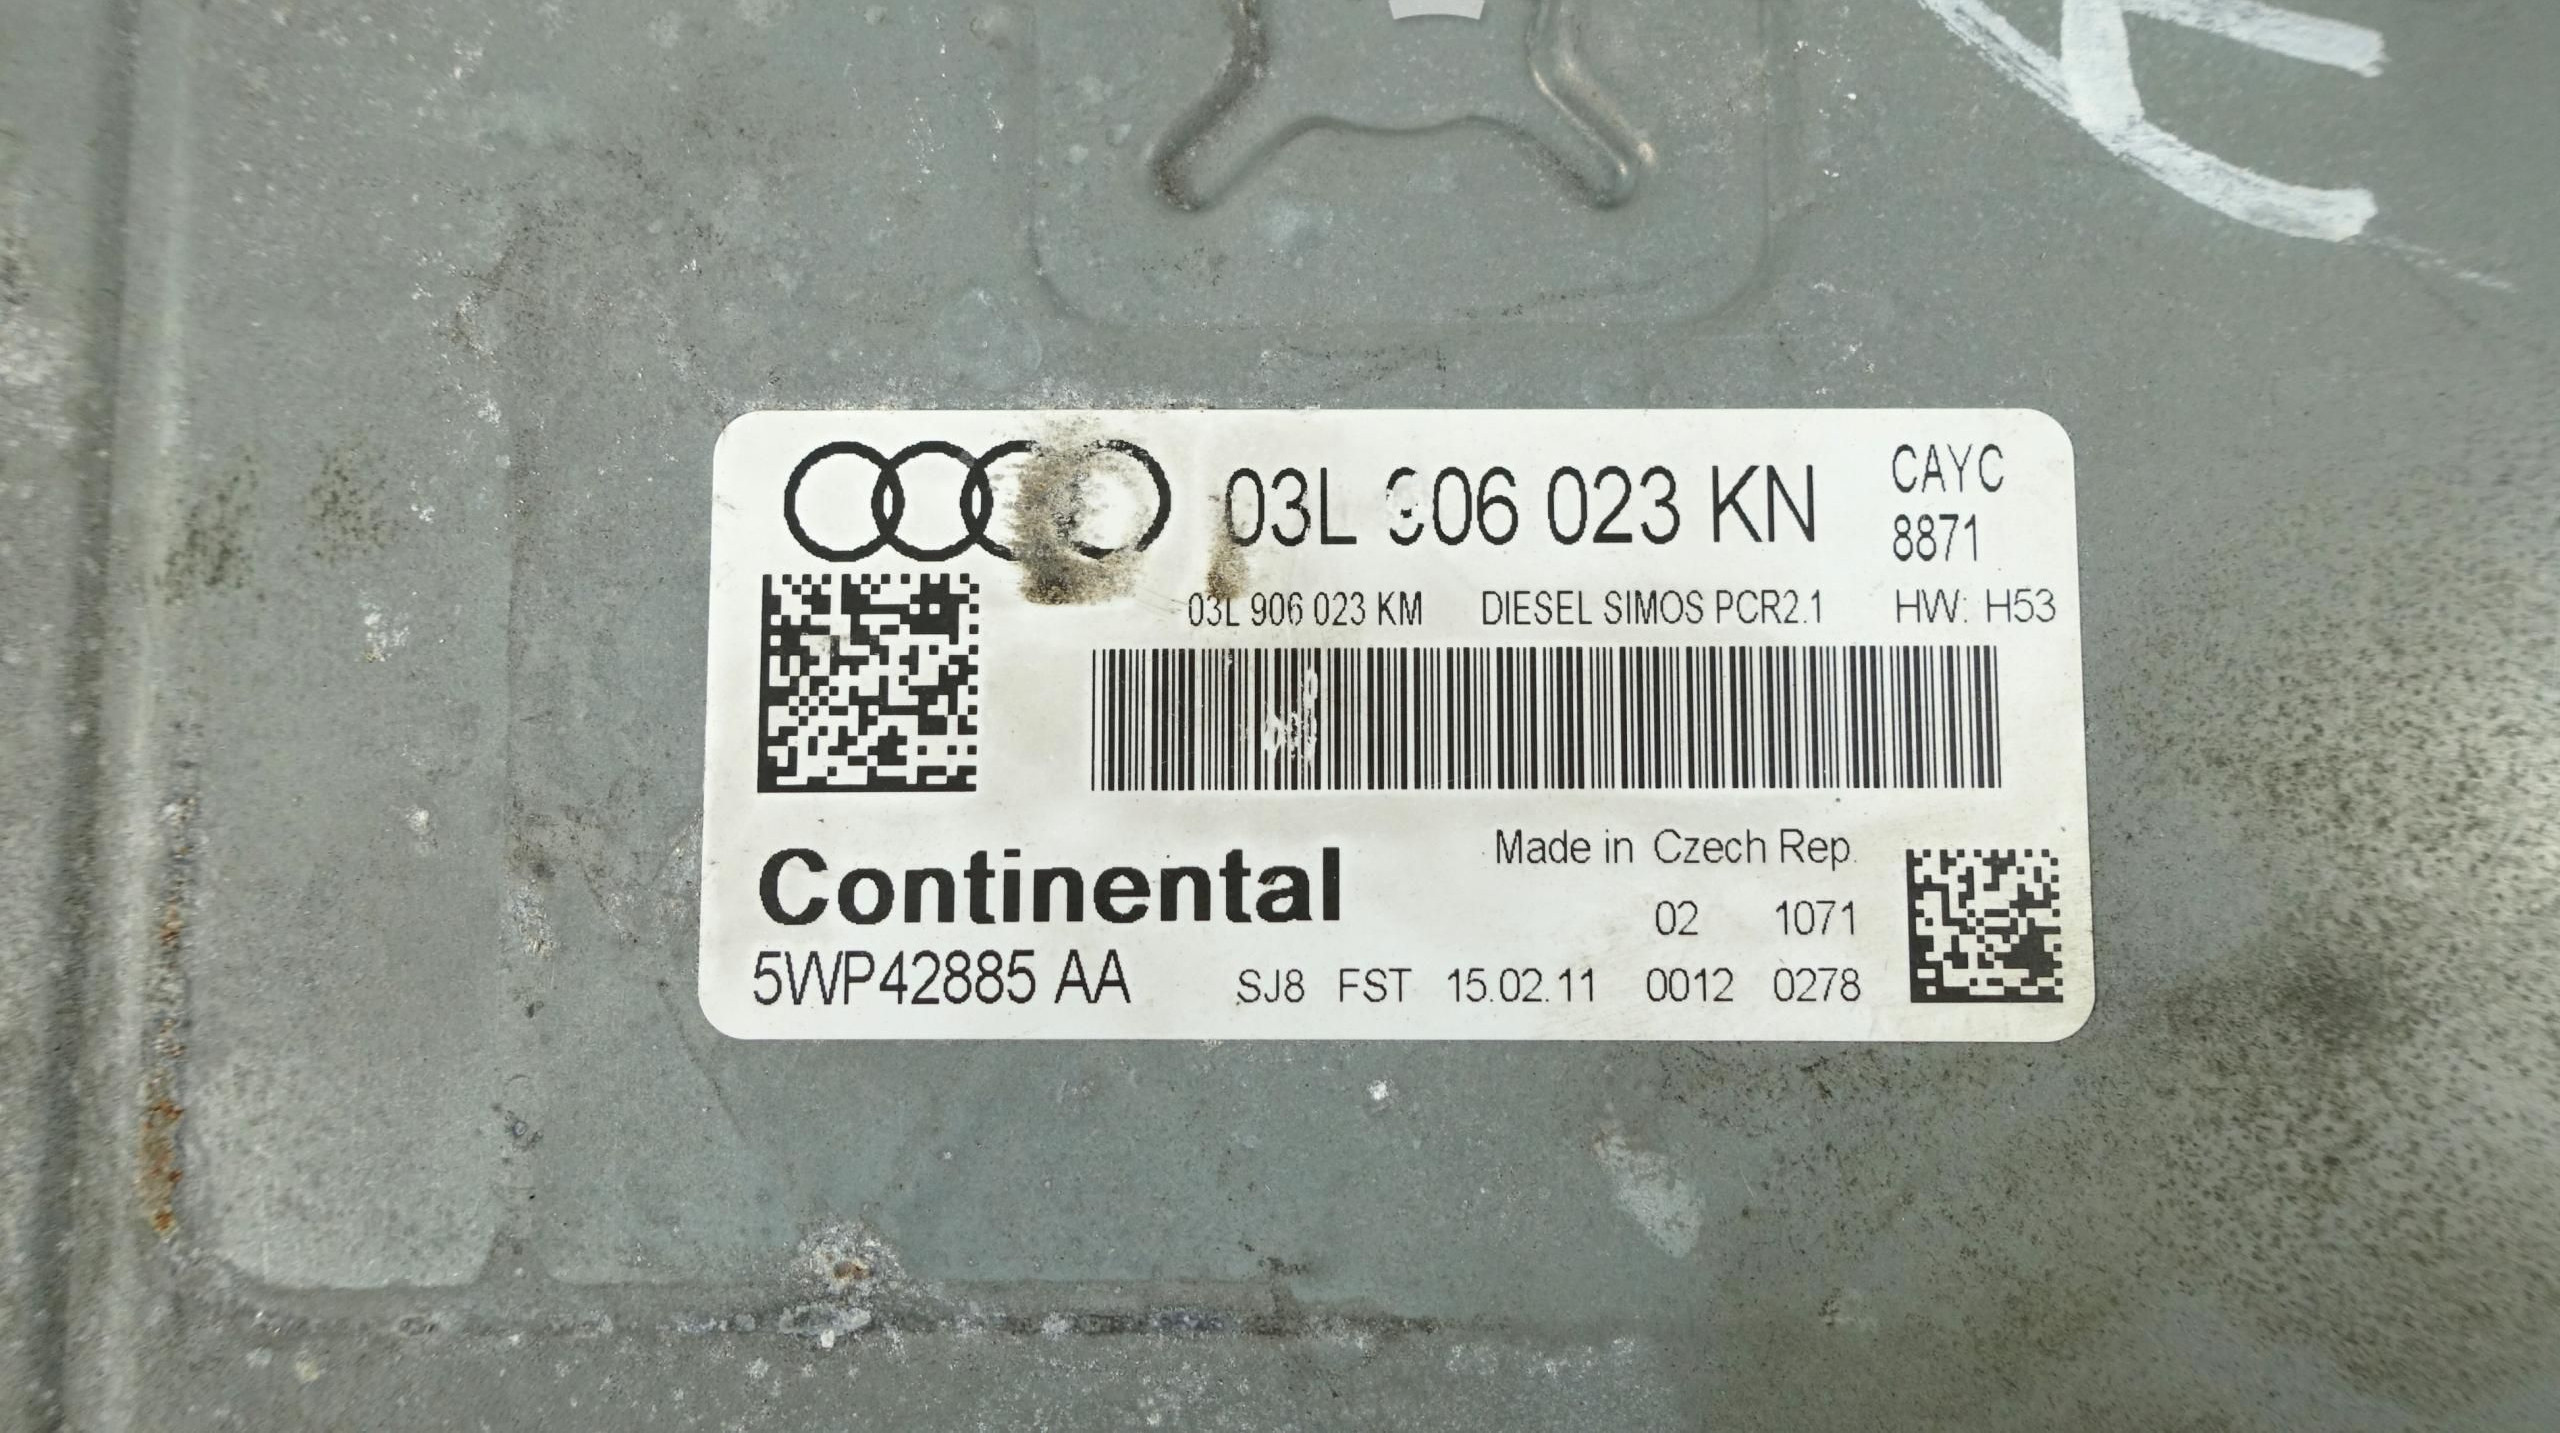 03L 906 023 KN
CAYC
8871
03L 906 023 KM DIESEL SIMOS PCR2.1 HW: H53
Continental
Made in Czech Rep.
02 1071
5WP42885 AA SJ8 FST 15.02.11 0012 0278